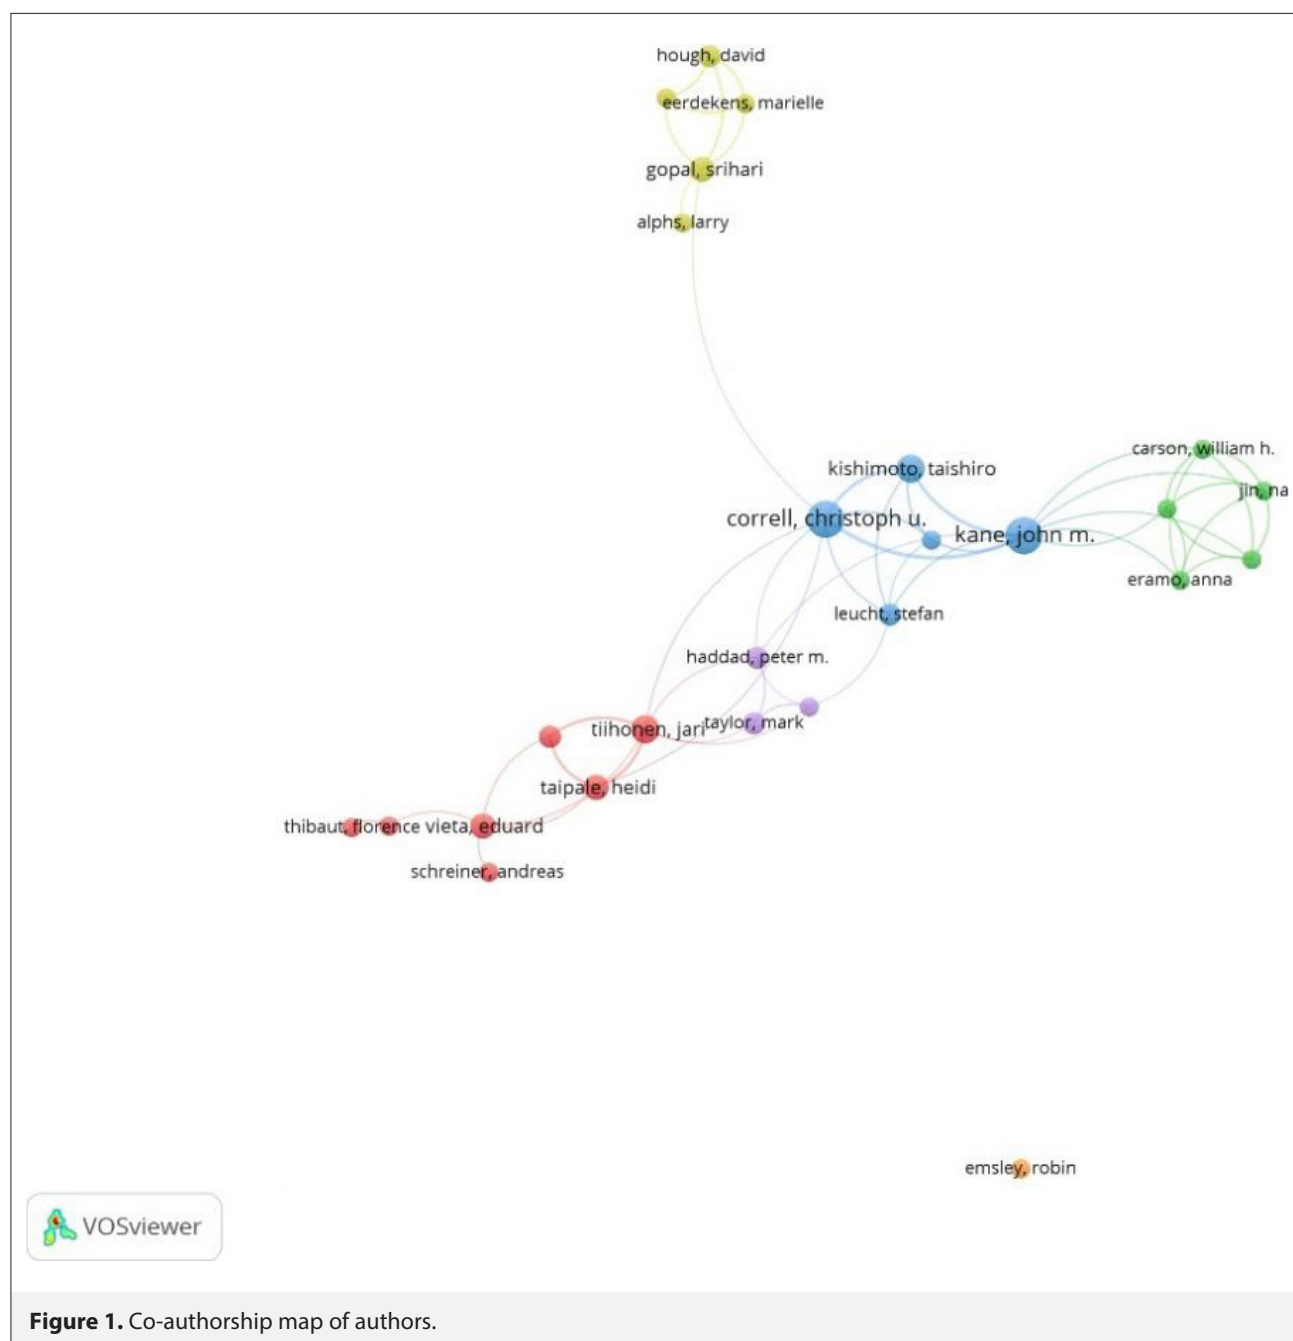 hough, david
eerdekens, marielle
gopal, srihari
alphs, larry
carson, william h.
kishimoto, taishiro
jin, na
correll, christoph u.
kane, john m.
eramo, anna
leucht, stefan
haddad, peter m.
tiihonen, jari
taylor, mark
taipale, heidi
thibaut, florence
vieta, eduard
schreiner, andreas
emsley, robin
VOSviewer
Figure 1. Co-authorship map of authors.